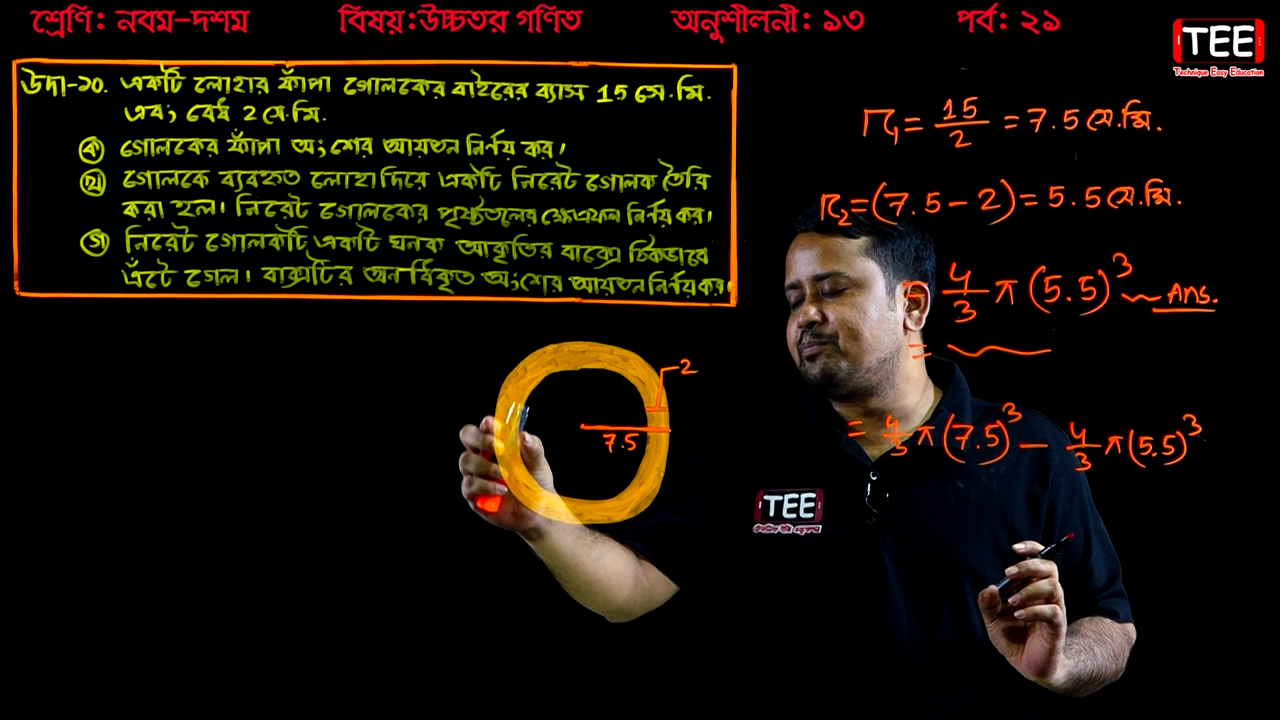 শ্রেণি: নবম-দশম বিষয়:উচ্চতর গণিত অনুশীলনী: ১৩ পর্ব: ২১
TEE
Technique Easy Education
উদা-১০. একটি লোহার ফাঁপা গোলকের বাইরের ব্যাস 15 সে.মি.
এবং বেধ 2 সে.মি.
ক) গোলকের ফাঁপা অংশের আয়তন নির্ণয় কর।
খ) গোলকে ব্যবহৃত লোহা দিয়ে একটি নিরেট গোলক তৈরি
করা হল। নিরেট গোলকের পৃষ্ঠতলের ক্ষেত্রফল নির্ণয় কর।
গ) নিরেট গোলকটি একটি ঘনক আকৃতির বাক্সে ঠিকভাবে
এঁটে গেল। বাক্সটির অনধিকৃত অংশের আয়তন নির্ণয় কর।
r₁ = 15/2 = 7.5 সে.মি.
r₂ = (7.5 - 2) = 5.5 সে.মি.
= 4/3 π (5.5)³ Ans.
=
2
7.5
= 4/3 π (7.5)³ - 4/3 π (5.5)³
TEE